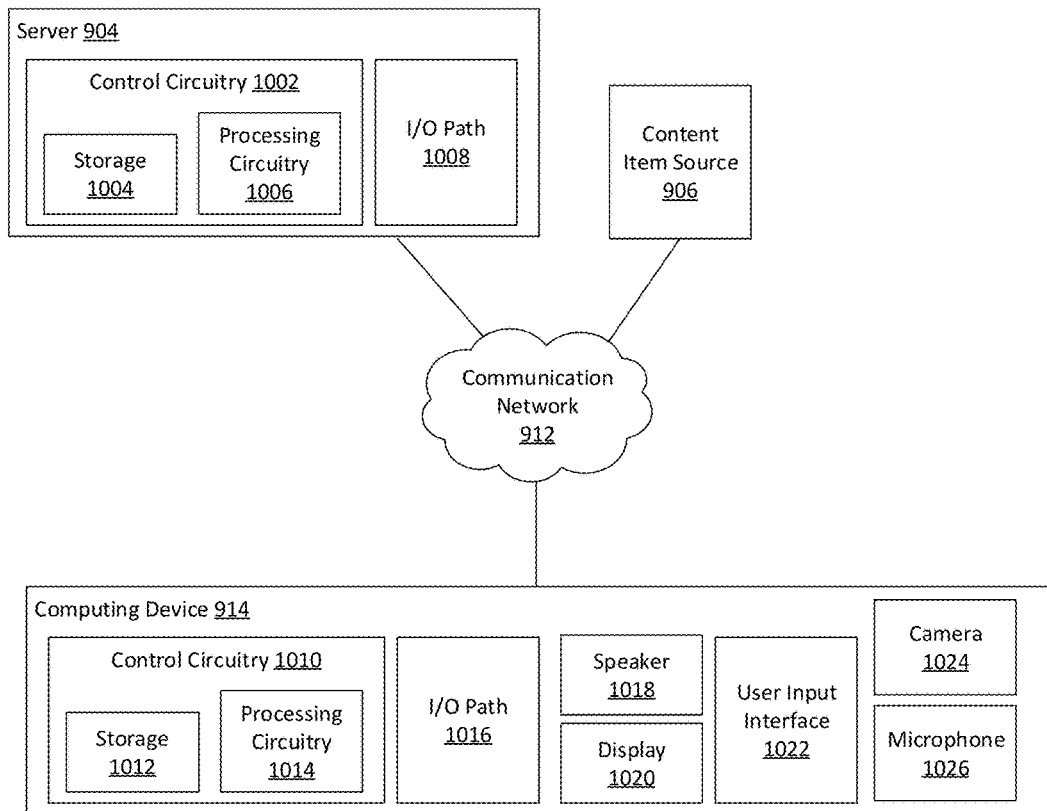 Server 904
Control Circuitry 1002
Storage
1004
Processing
Circuitry
1006
I/O Path
1008
Content
Item Source
906
Communication
Network
912
Computing Device 914
Control Circuitry 1010
Storage
1012
Processing
Circuitry
1014
I/O Path
1016
Speaker
1018
Display
1020
User Input
Interface
1022
Camera
1024
Microphone
1026